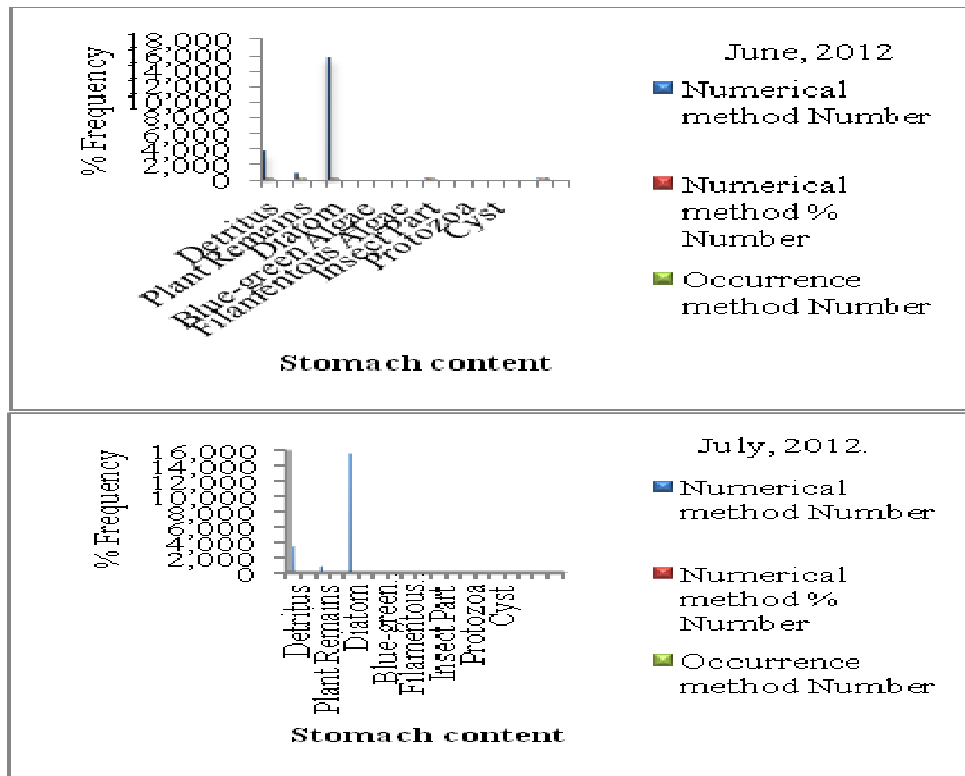 June, 2012
% Frequency
18,000
16,000
14,000
12,000
10,000
8,000
6,000
4,000
2,000
0
Detritus
Plant Remains
Diatom
Blue-green Algae
Filamentous Algae
Insect Part
Protozoa
Cyst
Stomach content
Numerical
method Number
Numerical
method %
Number
Occurrence
method Number
July, 2012.
% Frequency
16,000
14,000
12,000
10,000
8,000
6,000
4,000
2,000
0
Detritus
Plant Remains
Diatom
Blue-green…
Filamentous…
Insect Part
Protozoa
Cyst
Stomach content
Numerical
method Number
Numerical
method %
Number
Occurrence
method Number